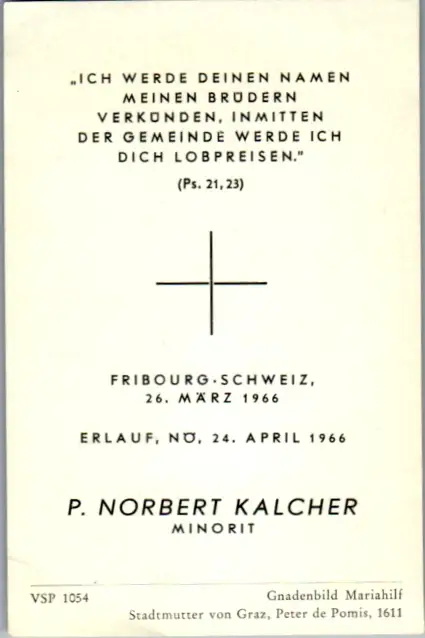 „ICH WERDE DEINEN NAMEN
MEINEN BRÜDERN
VERKÜNDEN, INMITTEN
DER GEMEINDE WERDE ICH
DICH LOBPREISEN."
(Ps. 21,23)
FRIBOURG-SCHWEIZ,
26. MÄRZ 1966
ERLAUF, NÖ, 24. APRIL 1966
P. NORBERT KALCHER
MINORIT
VSP 1054 Gnadenbild Mariahilf
Stadtmutter von Graz, Peter de Pomis, 1611